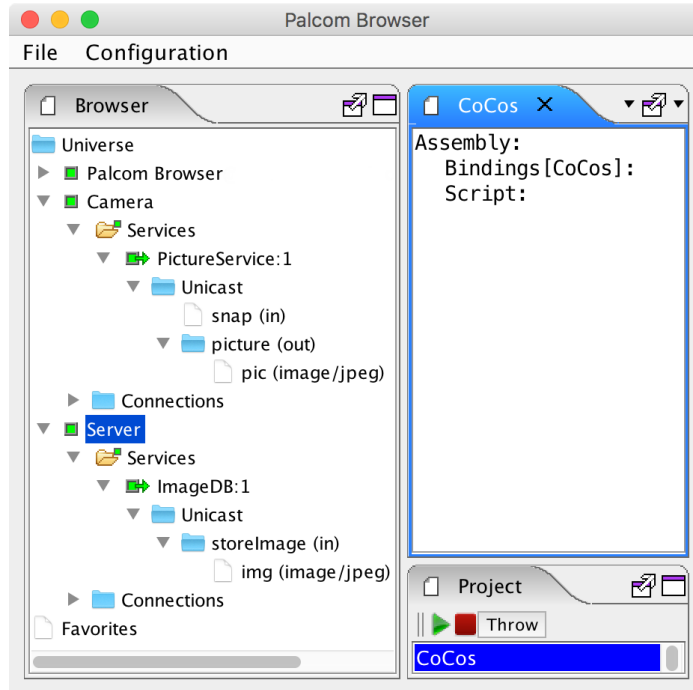 Palcom Browser
File Configuration
Browser
Universe
Palcom Browser
Camera
Services
PictureService:1
Unicast
snap (in)
picture (out)
pic (image/jpeg)
Connections
Server
Services
ImageDB:1
Unicast
storeImage (in)
img (image/jpeg)
Connections
Favorites
CoCos X
Assembly:
Bindings[CoCos]:
Script:
Project
Throw
CoCos